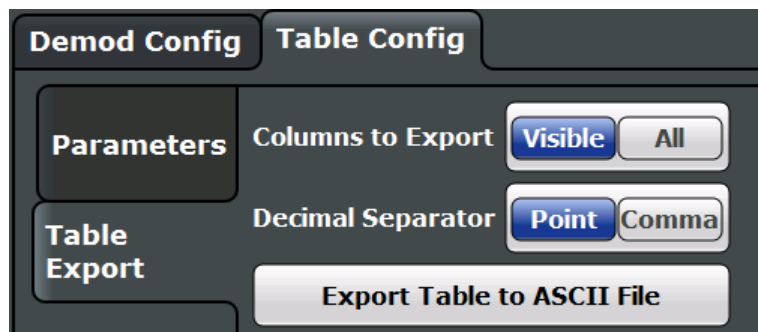 Demod Config Table Config
Parameters
Columns to Export Visible All
Decimal Separator Point Comma
Table
Export
Export Table to ASCII File